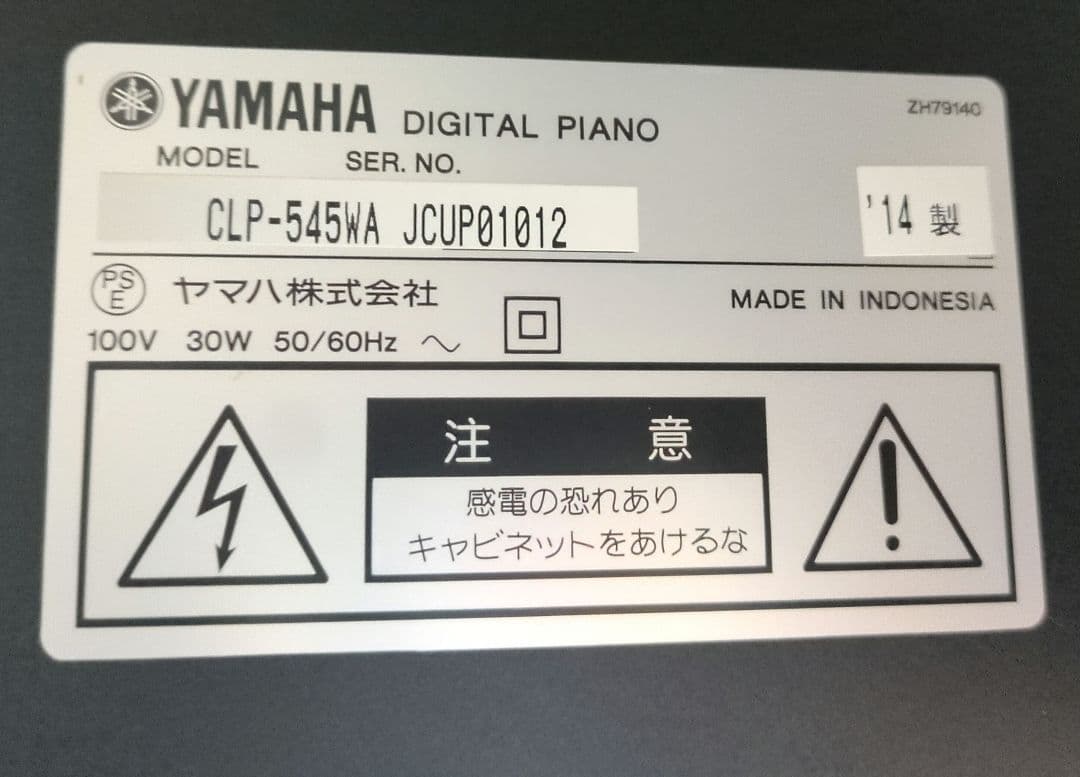 YAMAHA DIGITAL PIANO
ZH79140
MODEL SER. NO.
CLP-545WA JCUP01012
'14 製
PSE ヤマハ株式会社
MADE IN INDONESIA
100V 30W 50/60Hz ～
注 意
感電の恐れあり
キャビネットをあけるな